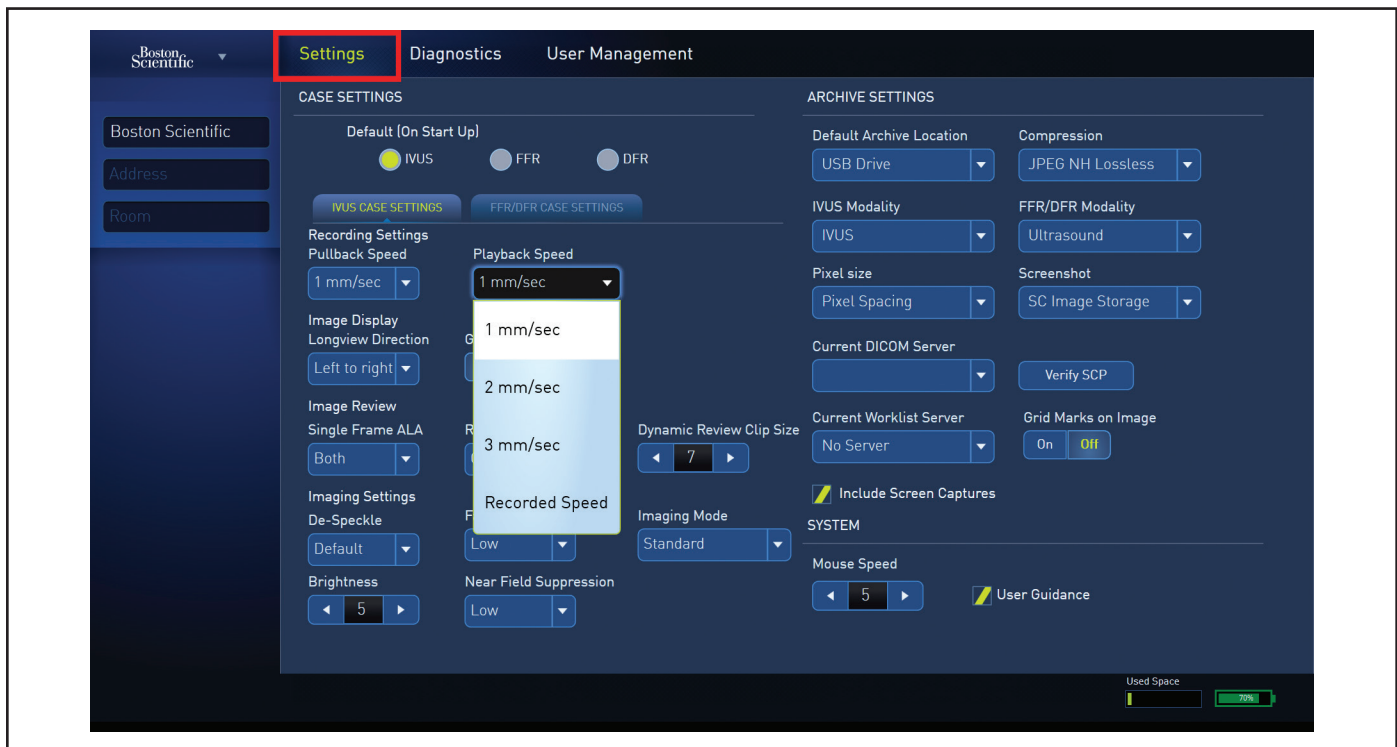 Boston
Scientific
Settings Diagnostics User Management
Boston Scientific
Address
Room
CASE SETTINGS
Default (On Start Up)
IVUS FFR DFR
IVUS CASE SETTINGS FFR/DFR CASE SETTINGS
Recording Settings
Pullback Speed Playback Speed
1 mm/sec 1 mm/sec
1 mm/sec
2 mm/sec
3 mm/sec
Recorded Speed
Image Display
Longview Direction G
Left to right
Image Review
Single Frame ALA R Dynamic Review Clip Size
Both 7
Imaging Settings
De-Speckle F Imaging Mode
Default Low Standard
Brightness Near Field Suppression
5 Low
ARCHIVE SETTINGS
Default Archive Location Compression
USB Drive JPEG NH Lossless
IVUS Modality FFR/DFR Modality
IVUS Ultrasound
Pixel size Screenshot
Pixel Spacing SC Image Storage
Current DICOM Server
Verify SCP
Current Worklist Server Grid Marks on Image
No Server On Off
Include Screen Captures
SYSTEM
Mouse Speed
5 User Guidance
Used Space
70%